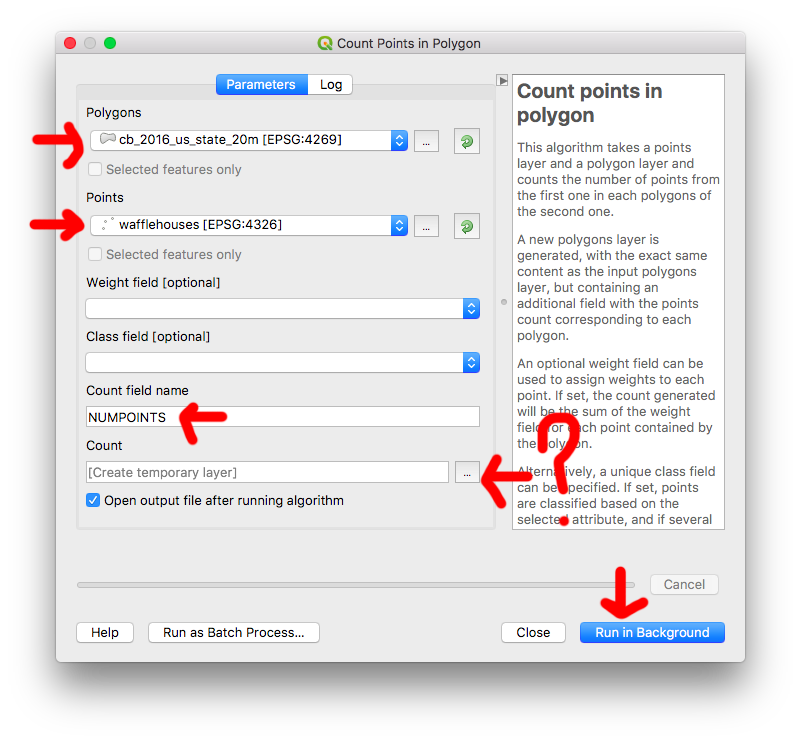 Count Points in Polygon
Parameters
Log
Polygons
cb_2016_us_state_20m [EPSG:4269]
...
Selected features only
Points
wafflehouses [EPSG:4326]
...
Selected features only
Weight field [optional]
Class field [optional]
Count field name
NUMPOINTS
Count
[Create temporary layer]
...
Open output file after running algorithm
Count points in
polygon
This algorithm takes a points
layer and a polygon layer and
counts the number of points from
the first one in each polygons of
the second one.
A new polygons layer is
generated, with the exact same
content as the input polygons
layer, but containing an
additional field with the points
count corresponding to each
polygon.
An optional weight field can be
used to assign weights to each
point. If set, the count generated
will be the sum of the weight
field for each point contained by
the polygon.
Alternatively, a unique class field
can be specified. If set, points
are classified based on the
selected attribute, and if several
?
Cancel
Help
Run as Batch Process...
Close
Run in Background